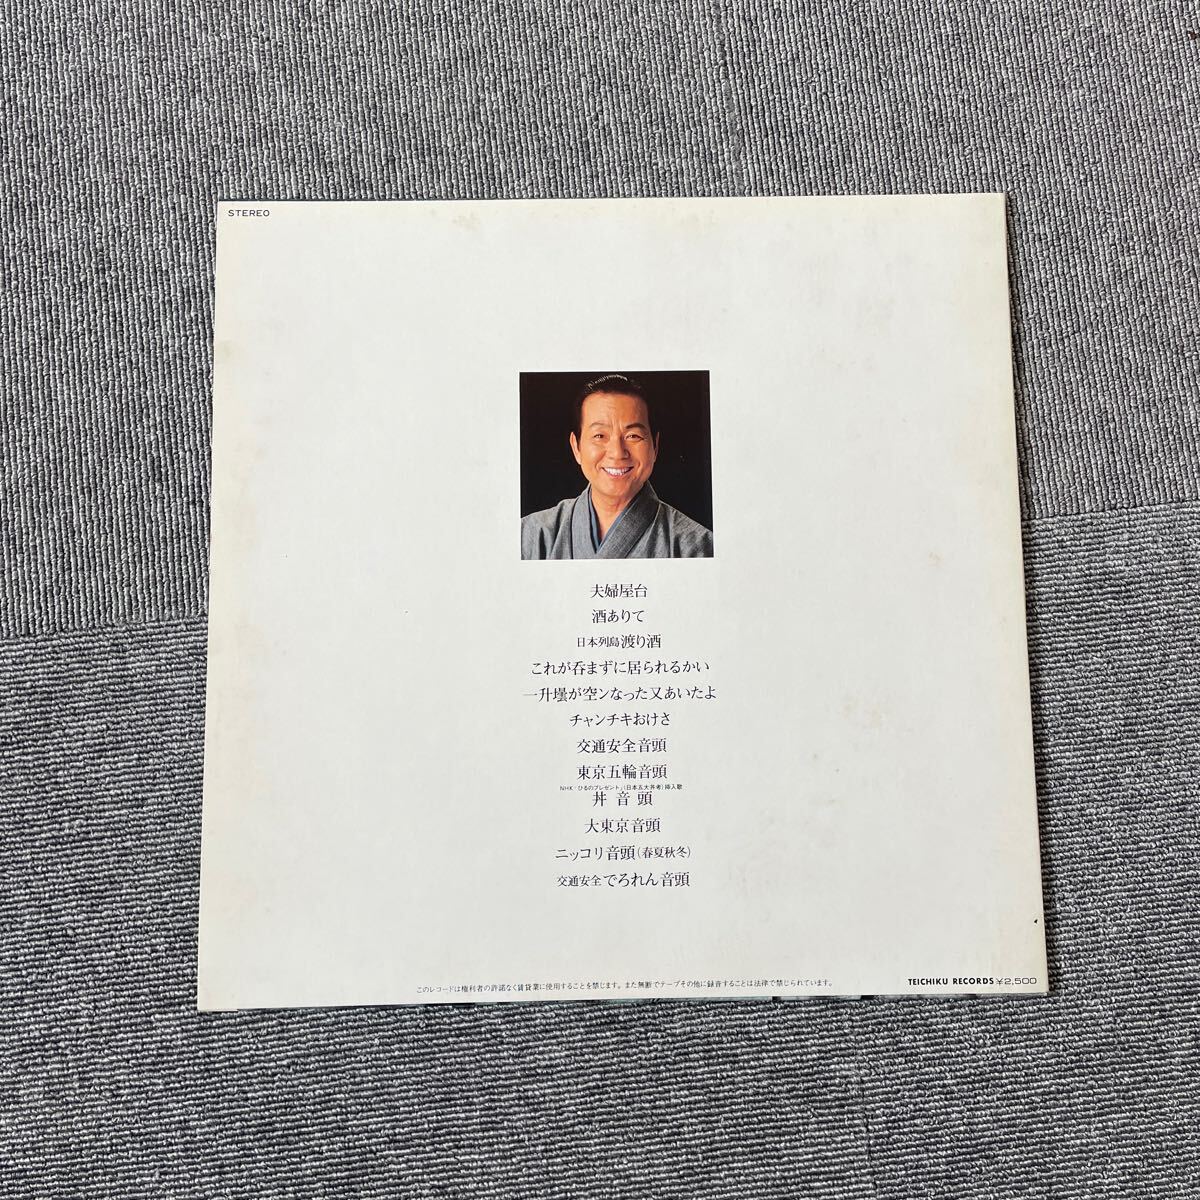 STEREO
夫婦屋台
酒ありて
日本列島渡り酒
これが呑まずに居られるかい
一升壜が空ンなった又あいたよ
チャンチキおけさ
交通安全音頭
東京五輪音頭
NHK「ひるのプレゼント」(日本五大丼考)挿入歌
丼音頭
大東京音頭
ニッコリ音頭(春夏秋冬)
交通安全でろれん音頭
このレコードは権利者の許諾なく賃貸業に使用することを禁じます。また無断でテープその他に録音することは法律で禁じられています。
TEICHIKU RECORDS ¥2,500